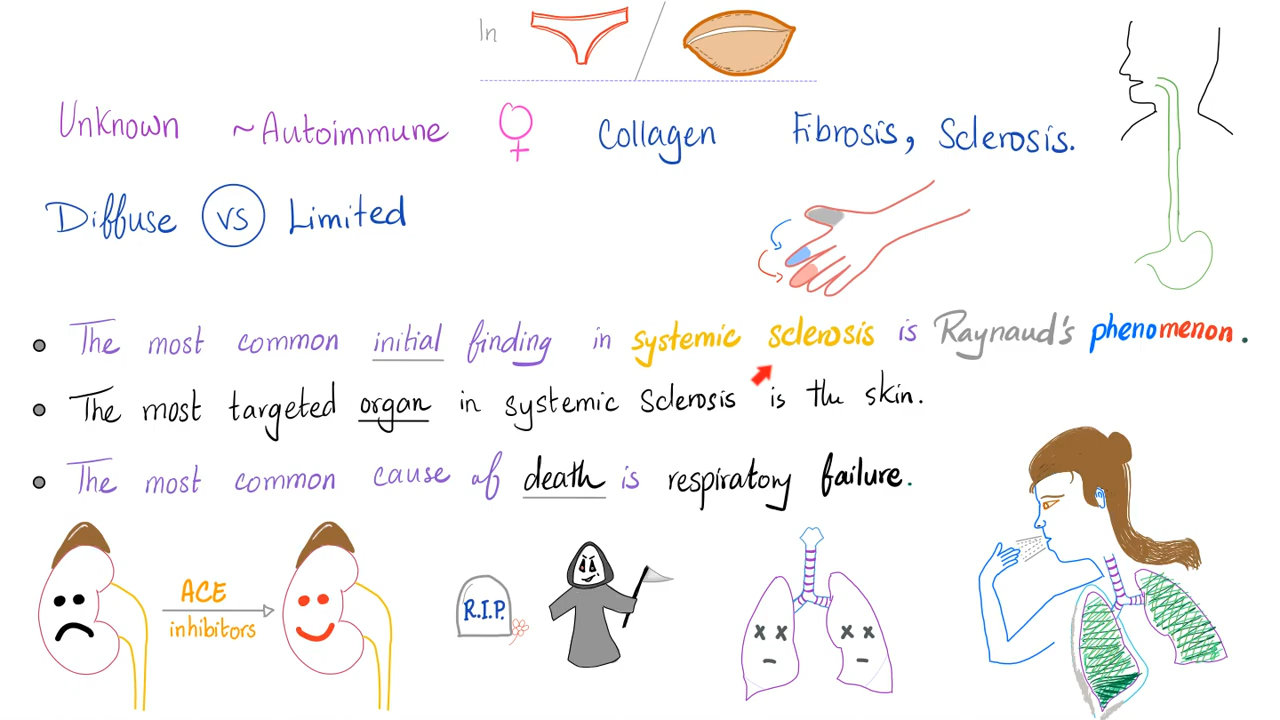 In
Unknown ~Autoimmune Collagen Fibrosis, Sclerosis.
Diffuse VS Limited
The most common initial finding in systemic sclerosis is Raynaud's phenomenon.
The most targeted organ in systemic sclerosis is the skin.
The most common cause of death is respiratory failure.
ACE
inhibitors
R.I.P.